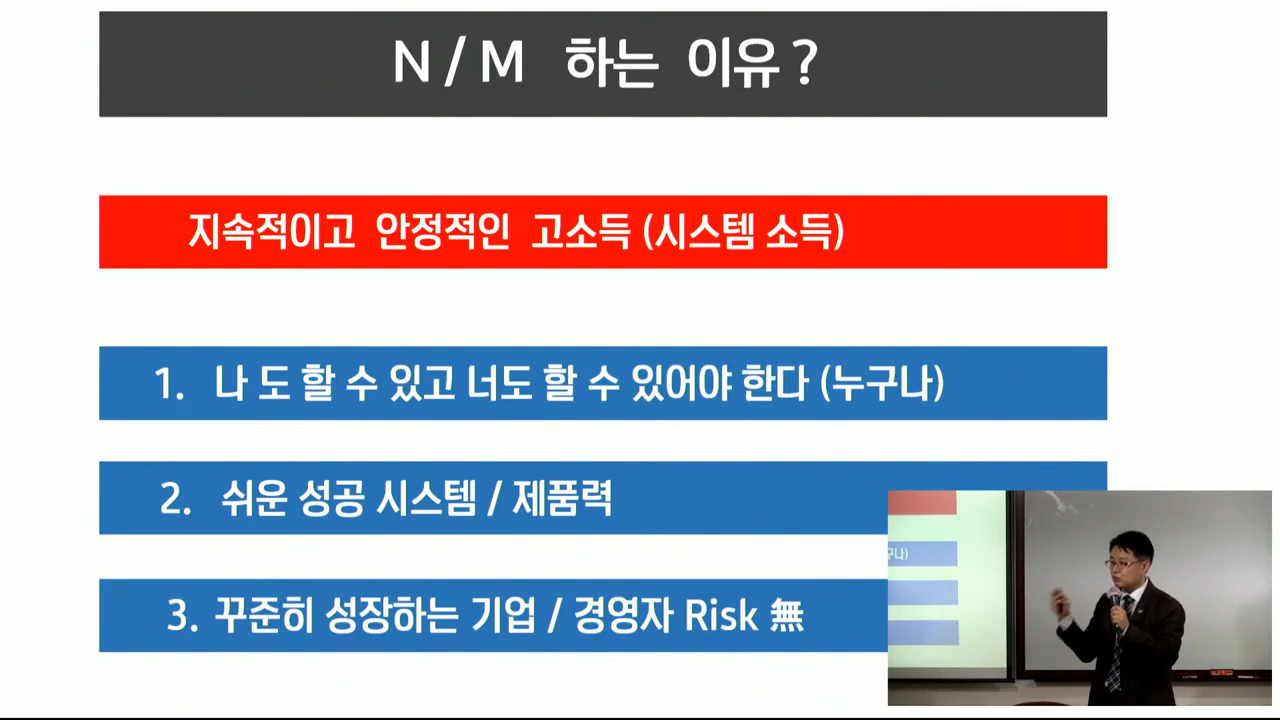 N / M 하는 이유 ?
지속적이고 안정적인 고소득 (시스템 소득)
1. 나 도 할 수 있고 너도 할 수 있어야 한다 (누구나)
2. 쉬운 성공 시스템 / 제품력
3. 꾸준히 성장하는 기업 / 경영자 Risk 無
구나)